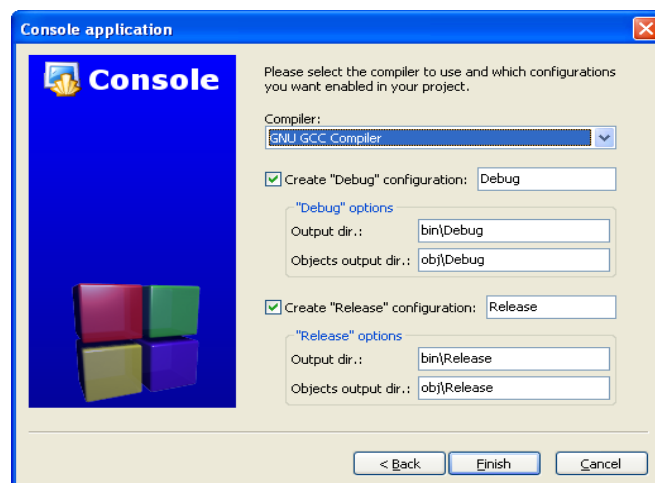 Console application
Console
Please select the compiler to use and which configurations
you want enabled in your project.
Compiler:
GNU GCC Compiler
Create "Debug" configuration: Debug
"Debug" options
Output dir.: bin\Debug
Objects output dir.: obj\Debug
Create "Release" configuration: Release
"Release" options
Output dir.: bin\Release
Objects output dir.: obj\Release
< Back Finish Cancel